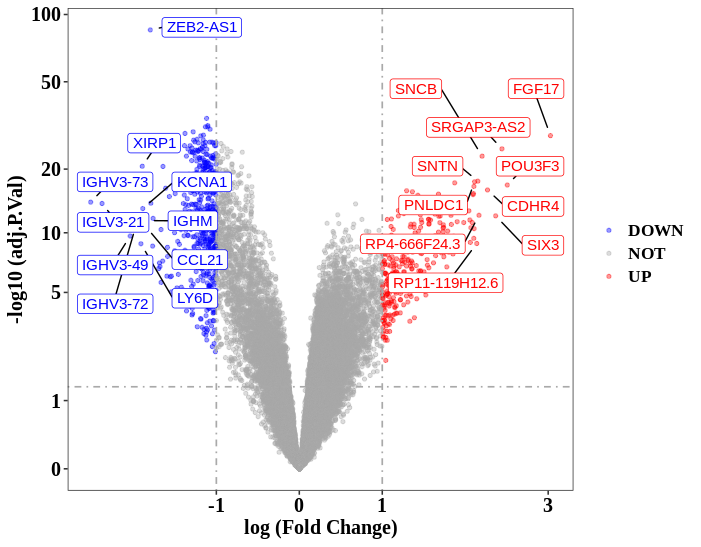 100
50
20
10
5
1
0
-log10 (adj.P.Val)
-1
0
1
3
log (Fold Change)
ZEB2-AS1
XIRP1
IGHV3-73
KCNA1
IGLV3-21
IGHM
IGHV3-49
CCL21
IGHV3-72
LY6D
SNCB
FGF17
SRGAP3-AS2
SNTN
POU3F3
PNLDC1
CDHR4
RP4-666F24.3
SIX3
RP11-119H12.6
DOWN
NOT
UP